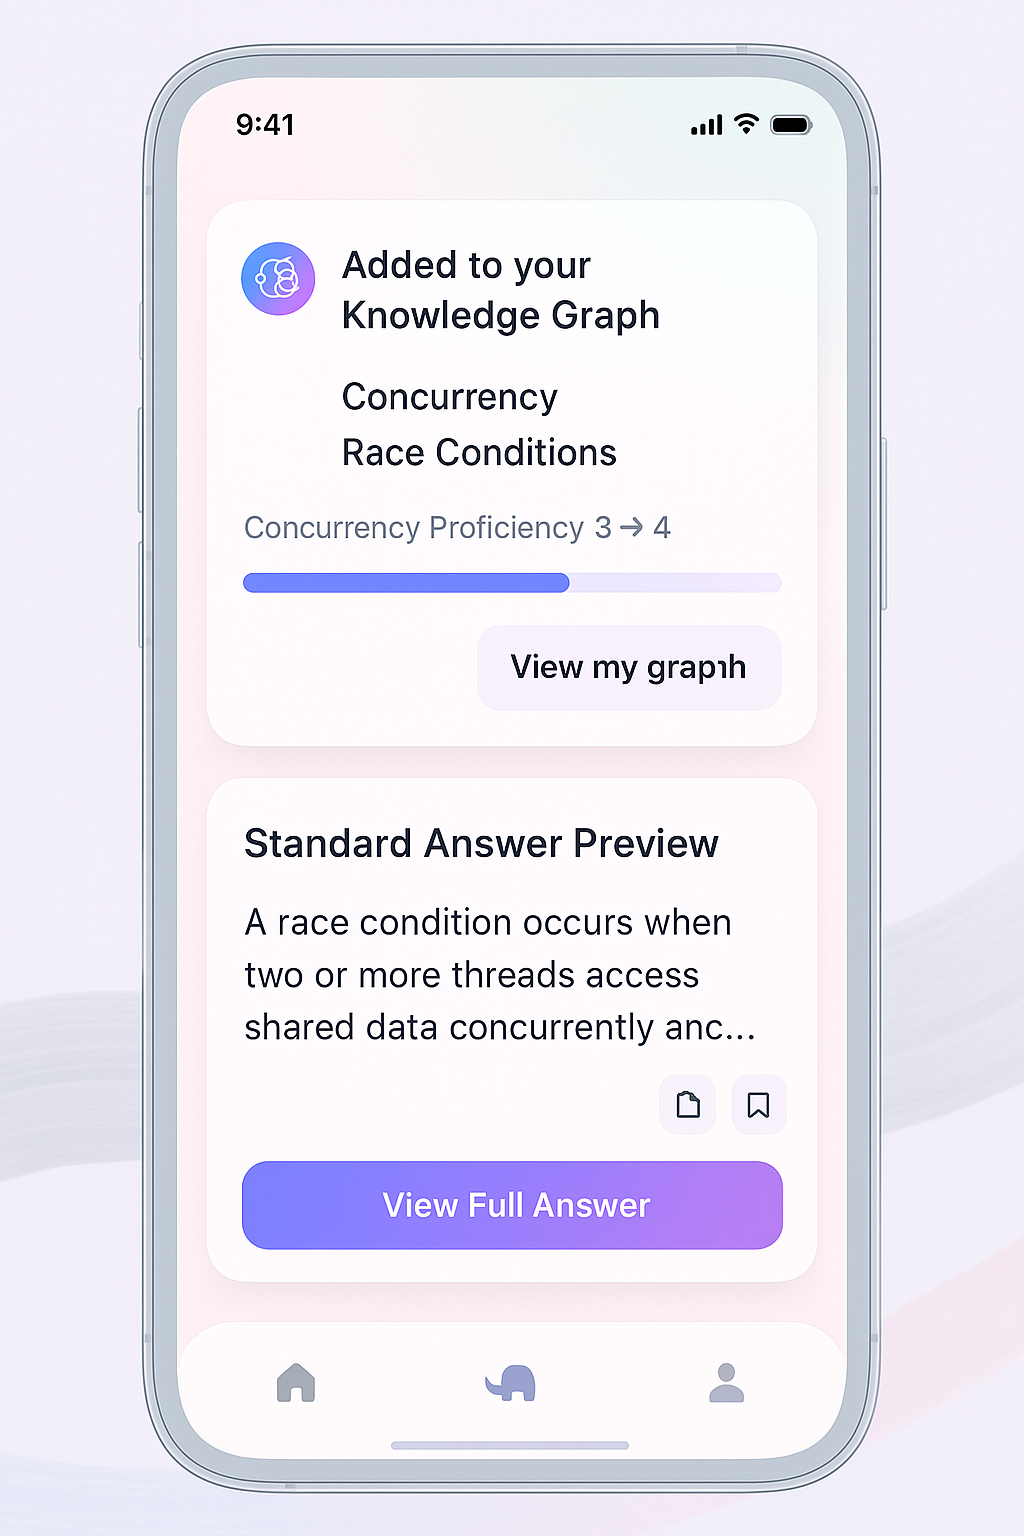 9:41
Added to your
Knowledge Graph
Concurrency
Race Conditions
Concurrency Proficiency 3 → 4
View my graph
Standard Answer Preview
A race condition occurs when
two or more threads access
shared data concurrently anc...
View Full Answer